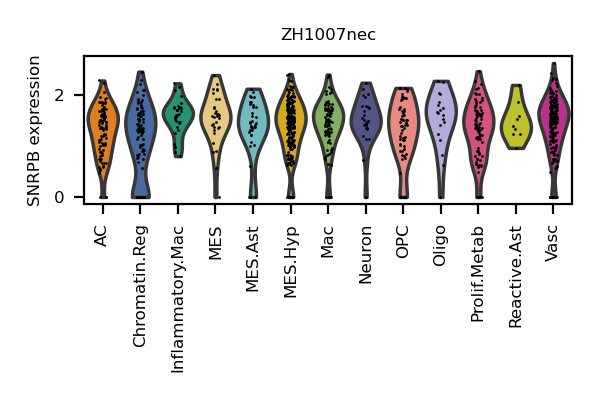 ZH1007nec
SNRPB expression
2
0
AC
Chromatin.Reg
Inflammatory.Mac
MES
MES.Ast
MES.Hyp
Mac
Neuron
OPC
Oligo
Prolif.Metab
Reactive.Ast
Vasc